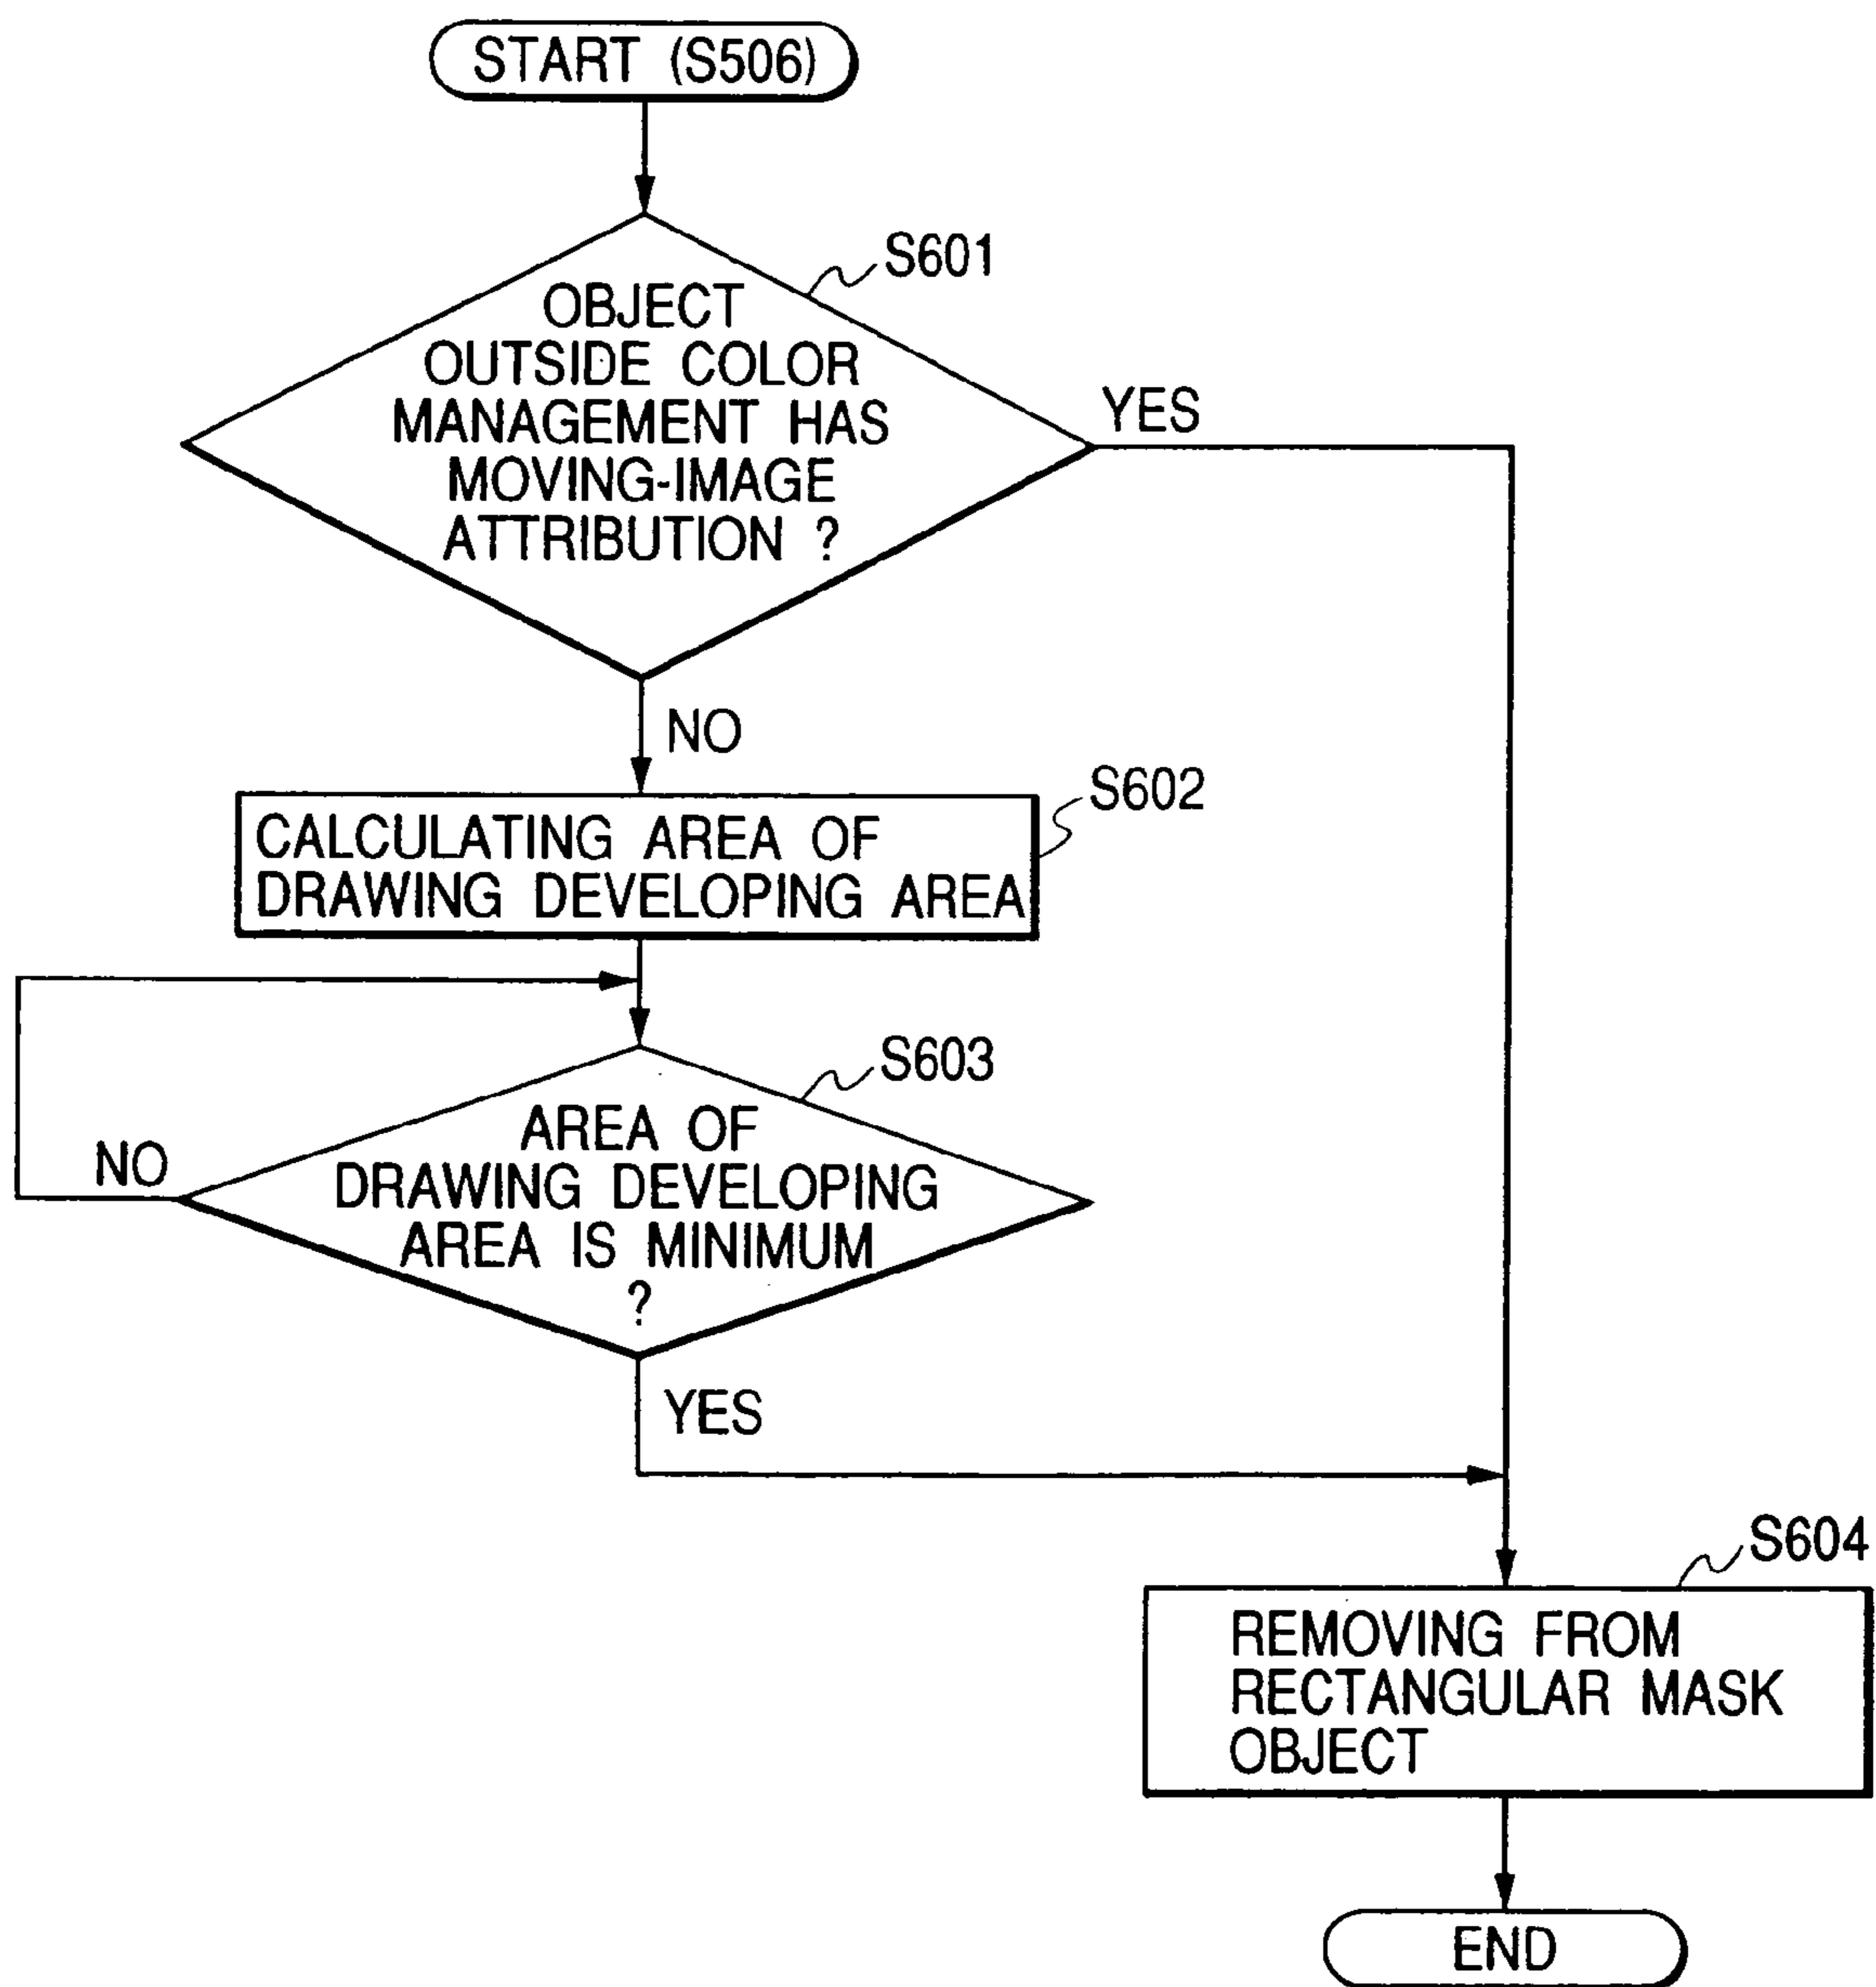 START (S506)
S601
OBJECT
OUTSIDE COLOR
MANAGEMENT HAS
MOVING-IMAGE
ATTRIBUTION ?
YES
NO
S602
CALCULATING AREA OF
DRAWING DEVELOPING AREA
S603
AREA OF
DRAWING DEVELOPING
AREA IS MINIMUM
?
NO
YES
S604
REMOVING FROM
RECTANGULAR MASK
OBJECT
END